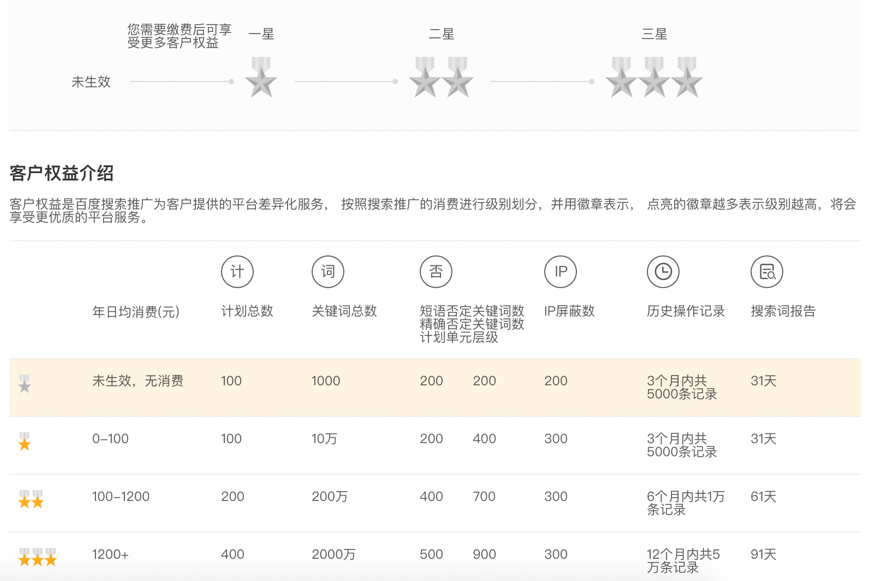 您需要缴费后可享
受更多客户权益
一星
二星
三星
未生效
客户权益介绍
客户权益是百度搜索推广为客户提供的平台差异化服务， 按照搜索推广的消费进行级别划分，并用徽章表示， 点亮的徽章越多表示级别越高，将会
享受更优质的平台服务。
计 词 否 IP
年日均消费(元) 计划总数 关键词总数 短语否定关键词数 IP屏蔽数 历史操作记录 搜索词报告
精确否定关键词数
计划单元层级
未生效，无消费 100 1000 200 200 200 3个月内共 31天
5000条记录
0-100 100 10万 200 400 300 3个月内共 31天
5000条记录
100-1200 200 200万 400 700 300 6个月内共1万 61天
条记录
1200+ 400 2000万 500 900 300 12个月内共5 91天
万条记录